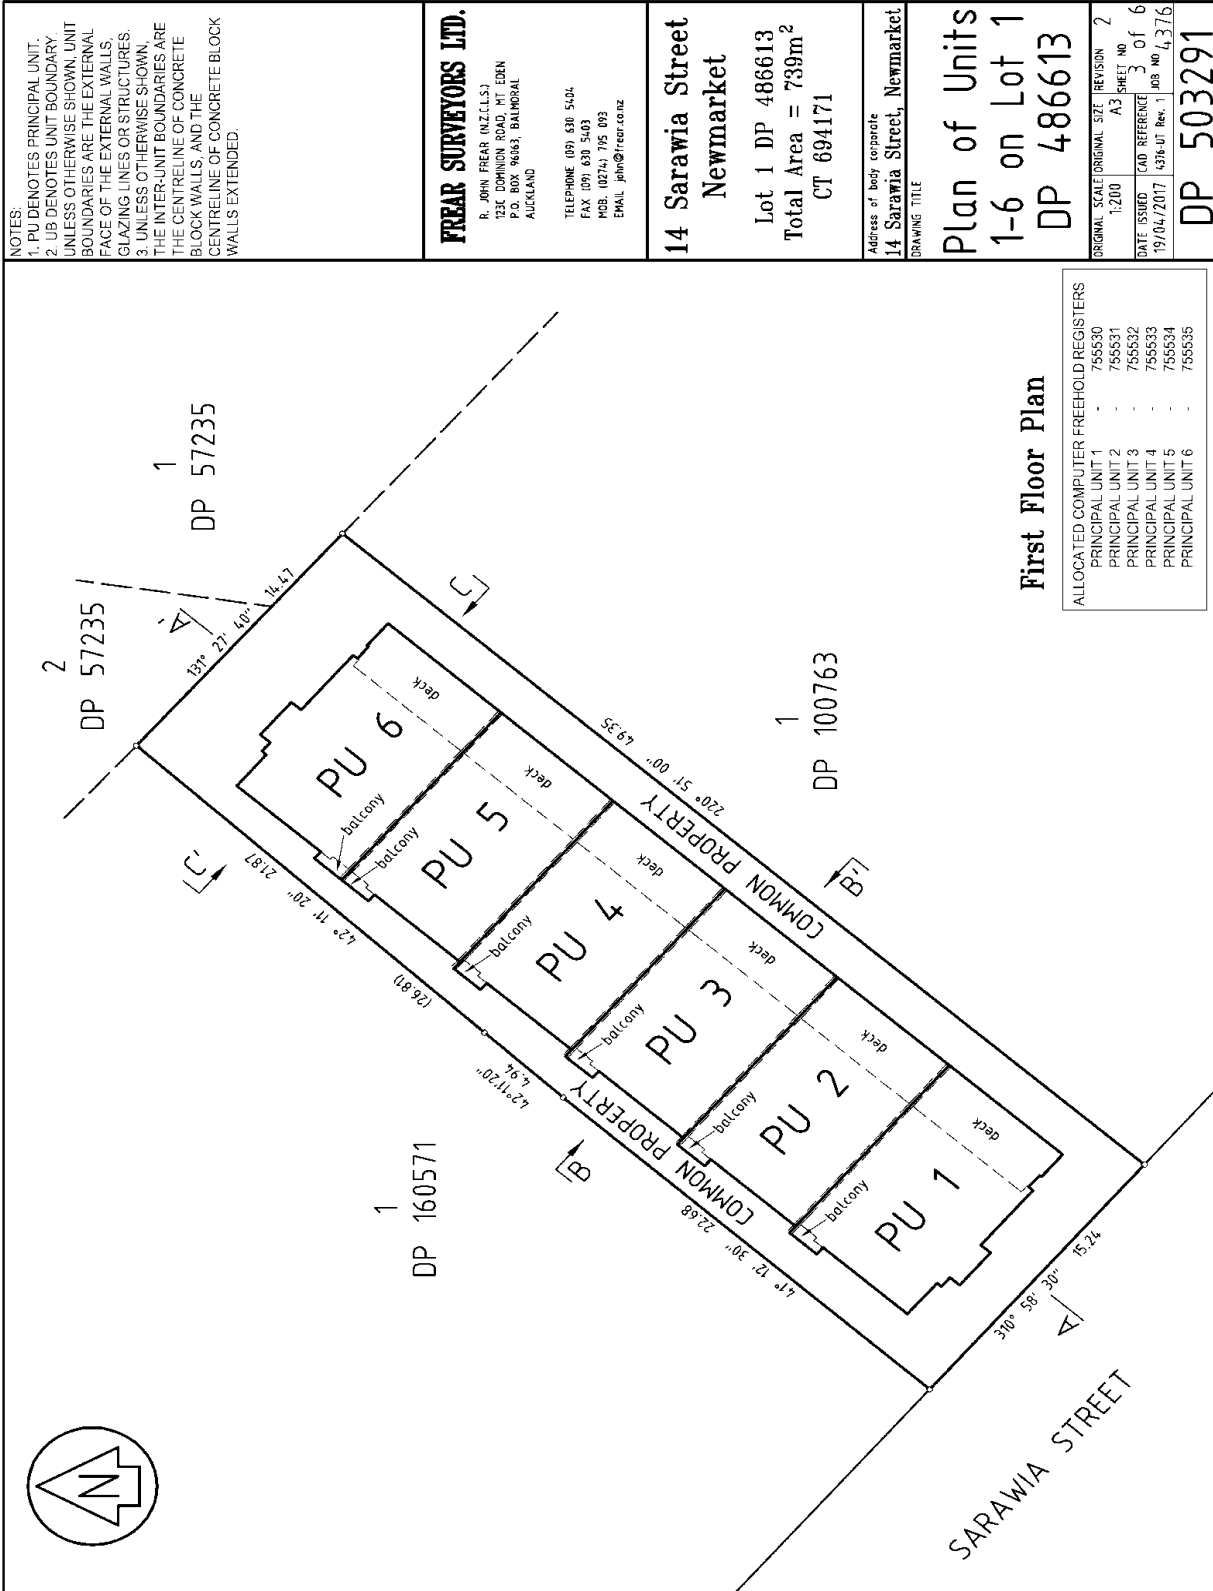 NOTES:
1. PU DENOTES PRINCIPAL UNIT.
2. UB DENOTES UNIT BOUNDARY.
UNLESS OTHERWISE SHOWN, UNIT
BOUNDARIES ARE THE EXTERNAL
FACE OF THE EXTERNAL WALLS,
GLAZING LINES OR STRUCTURES.
3. UNLESS OTHERWISE SHOWN,
THE INTER-UNIT BOUNDARIES ARE
THE CENTRELINE OF CONCRETE
BLOCK WALLS, AND THE
CENTRELINE OF CONCRETE BLOCK
WALLS EXTENDED.
FREAR SURVEYORS LTD.
R. JOHN FREAR (N.Z.C.L.S.)
123E DOMINION ROAD, MT EDEN
P.O. BOX 96063, BALMORAL
AUCKLAND
TELEPHONE (09) 630 5404
FAX (09) 630 5403
MOB. (0274) 795 093
EMAIL john@frear.co.nz
14 Sarawia Street
Newmarket
Lot 1 DP 486613
Total Area = 739m²
CT 694171
Address of body corporate
14 Sarawia Street, Newmarket
DRAWING TITLE
Plan of Units
1-6 on Lot 1
DP 486613
ORIGINAL SCALE
1:200
ORIGINAL SIZE
A3
REVISION
2
DATE ISSUED
19/04/2017
CAD REFERENCE
4376-UT Rev. 1
SHEET NO.
3 of 6
JOB NO 4376
DP 503291
2
DP 57235
1
DP 57235
131° 27' 40"
14.47
A'
C'
C
42° 11' 20"
21.87
(26.81)
42°11'20"
4.94
B
41° 12' 30"
22.68
1
DP 160571
PU 6
deck
balcony
PU 5
deck
balcony
PU 4
deck
balcony
PU 3
deck
balcony
PU 2
deck
balcony
PU 1
deck
balcony
COMMON PROPERTY
COMMON PROPERTY
220° 51' 00"
49.35
B'
1
DP 100763
310° 58' 30"
15.24
A
SARAWIA STREET
N
First Floor Plan
ALLOCATED COMPUTER FREEHOLD REGISTERS
PRINCIPAL UNIT 1 - 755530
PRINCIPAL UNIT 2 - 755531
PRINCIPAL UNIT 3 - 755532
PRINCIPAL UNIT 4 - 755533
PRINCIPAL UNIT 5 - 755534
PRINCIPAL UNIT 6 - 755535